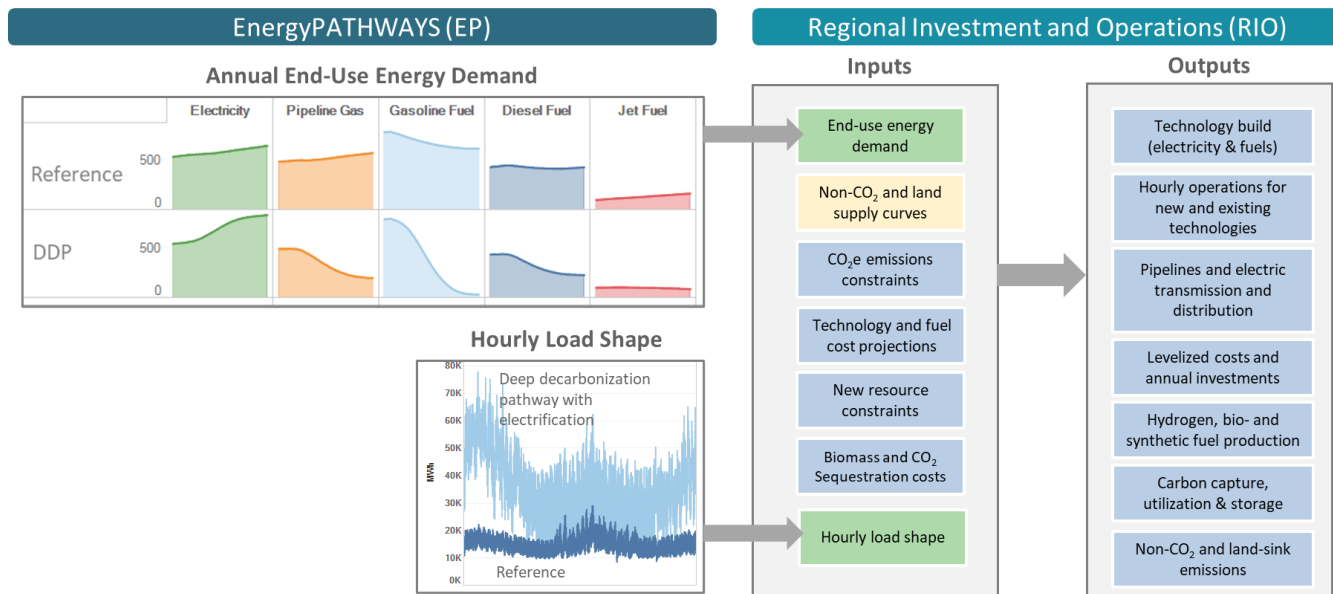 EnergyPATHWAYS (EP)
Regional Investment and Operations (RIO)
Annual End-Use Energy Demand
Electricity
Pipeline Gas
Gasoline Fuel
Diesel Fuel
Jet Fuel
Reference
500
0
DDP
500
0
Hourly Load Shape
80K
70K
60K
50K
40K
30K
20K
10K
0K
MWh
Deep decarbonization
pathway with
electrification
Reference
Inputs
End-use energy
demand
Non-CO₂ and land
supply curves
CO₂e emissions
constraints
Technology and fuel
cost projections
New resource
constraints
Biomass and CO₂
Sequestration costs
Hourly load shape
Outputs
Technology build
(electricity & fuels)
Hourly operations for
new and existing
technologies
Pipelines and electric
transmission and
distribution
Levelized costs and
annual investments
Hydrogen, bio- and
synthetic fuel production
Carbon capture,
utilization & storage
Non-CO₂ and land-sink
emissions